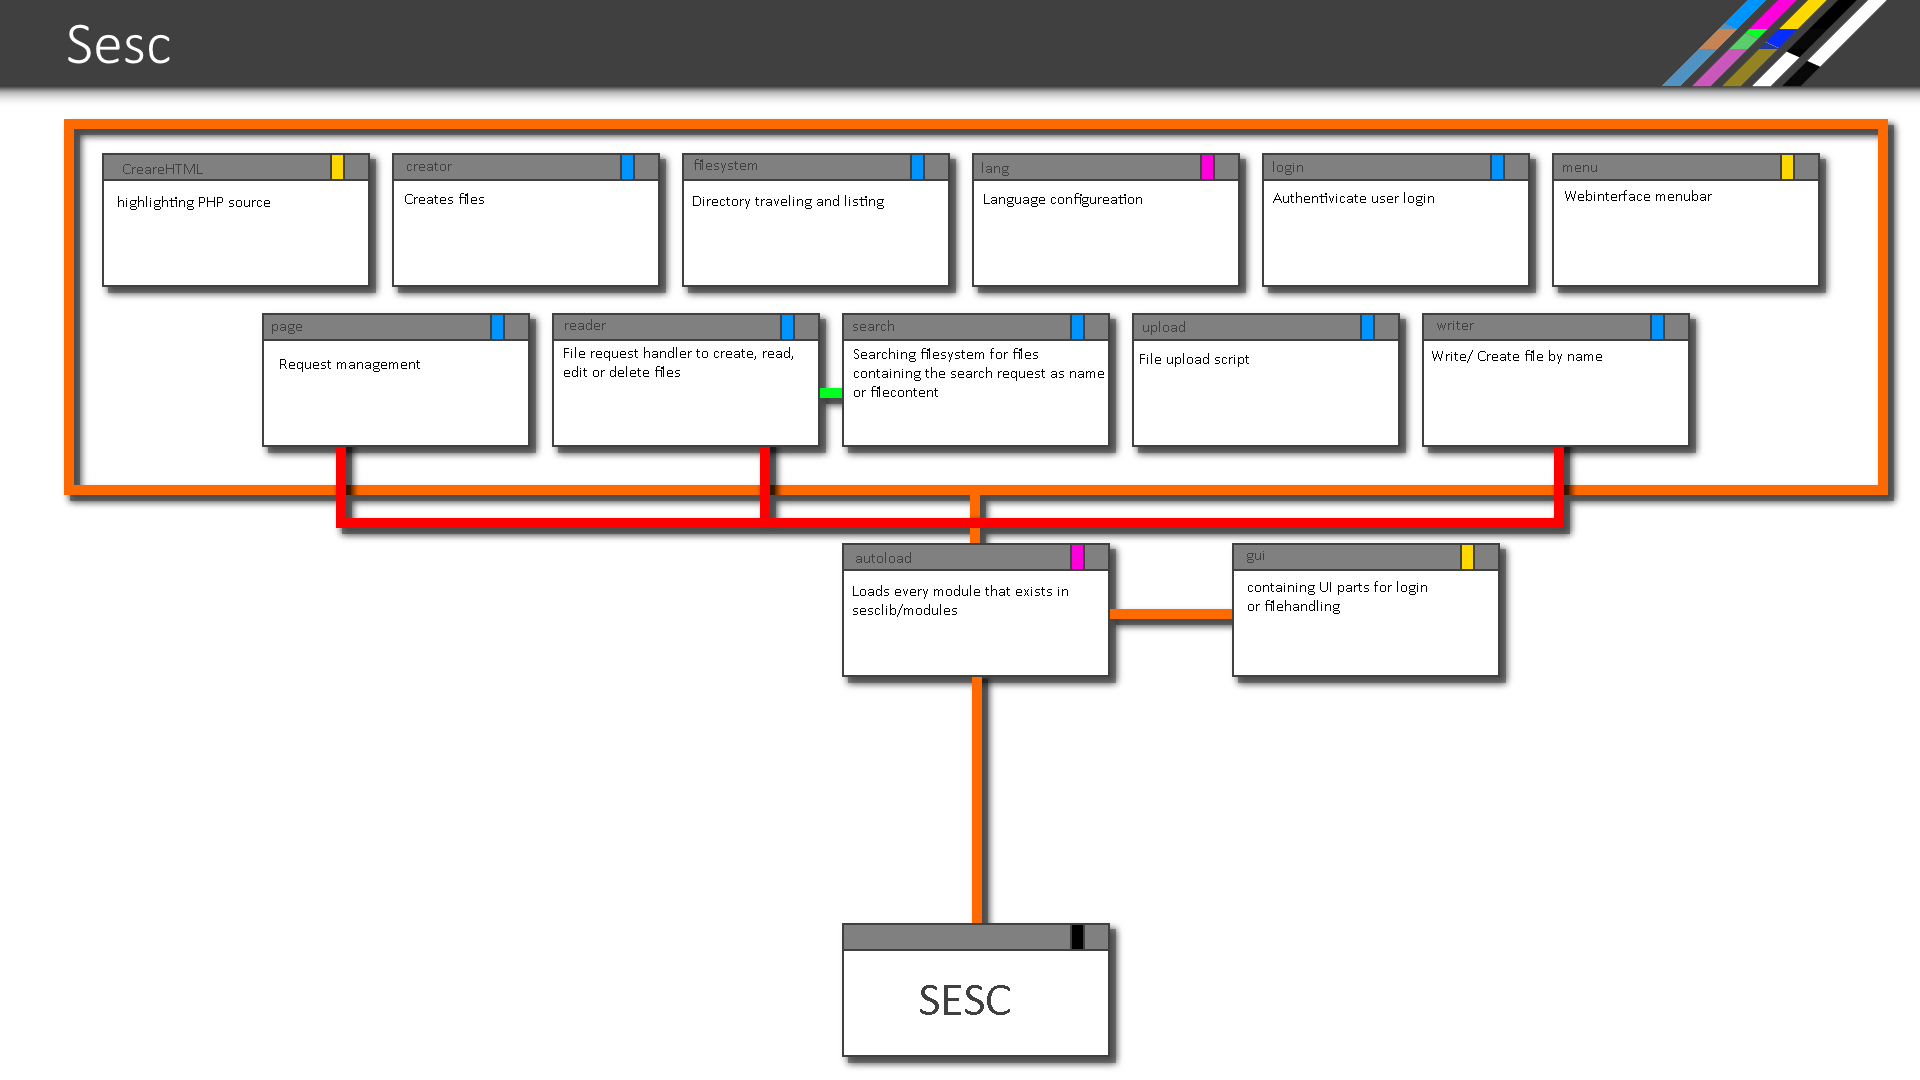 Sesc
CreareHTML
highlighting PHP source
creator
Creates files
filesystem
Directory traveling and listing
lang
Language configureation
login
Authentivicate user login
menu
Webinterface menubar
page
Request management
reader
File request handler to create, read,
edit or delete files
search
Searching filesystem for files
containing the search request as name
or filecontent
upload
File upload script
writer
Write/ Create file by name
autoload
Loads every module that exists in
sesclib/modules
gui
containing UI parts for login
or filehandling
SESC